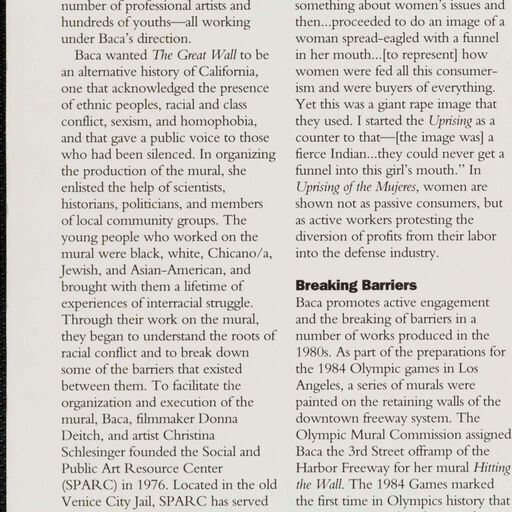 number of professional artists and
hundreds of youths—all working
under Baca's direction.
Baca wanted The Great Wall to be
an alternative history of California,
one that acknowledged the presence
of ethnic peoples, racial and class
conflict, sexism, and homophobia,
and that gave a public voice to those
who had been silenced. In organizing
the production of the mural, she
enlisted the help of scientists,
historians, politicians, and members
of local community groups. The
young people who worked on the
mural were black, white, Chicano/a,
Jewish, and Asian-American, and
brought with them a lifetime of
experiences of interracial struggle.
Through their work on the mural,
they began to understand the roots of
racial conflict and to break down
some of the barriers that existed
between them. To facilitate the
organization and execution of the
mural, Baca, filmmaker Donna
Deitch, and artist Christina
Schlesinger founded the Social and
Public Art Resource Center
(SPARC) in 1976. Located in the old
Venice City Jail, SPARC has served
something about women's issues and
then...proceeded to do an image of a
woman spread-eagled with a funnel
in her mouth...[to represent] how
women were fed all this consumer-
ism and were buyers of everything.
Yet this was a giant rape image that
they used. I started the Uprising as a
counter to that—[the image was] a
fierce Indian...they could never get a
funnel into this girl's mouth." In
Uprising of the Mujeres, women are
shown not as passive consumers, but
as active workers protesting the
diversion of profits from their labor
into the defense industry.
Breaking Barriers
Baca promotes active engagement
and the breaking of barriers in a
number of works produced in the
1980s. As part of the preparations for
the 1984 Olympic games in Los
Angeles, a series of murals were
painted on the retaining walls of the
downtown freeway system. The
Olympic Mural Commission assigned
Baca the 3rd Street offramp of the
Harbor Freeway for her mural Hitting
the Wall. The 1984 Games marked
the first time in Olympics history that